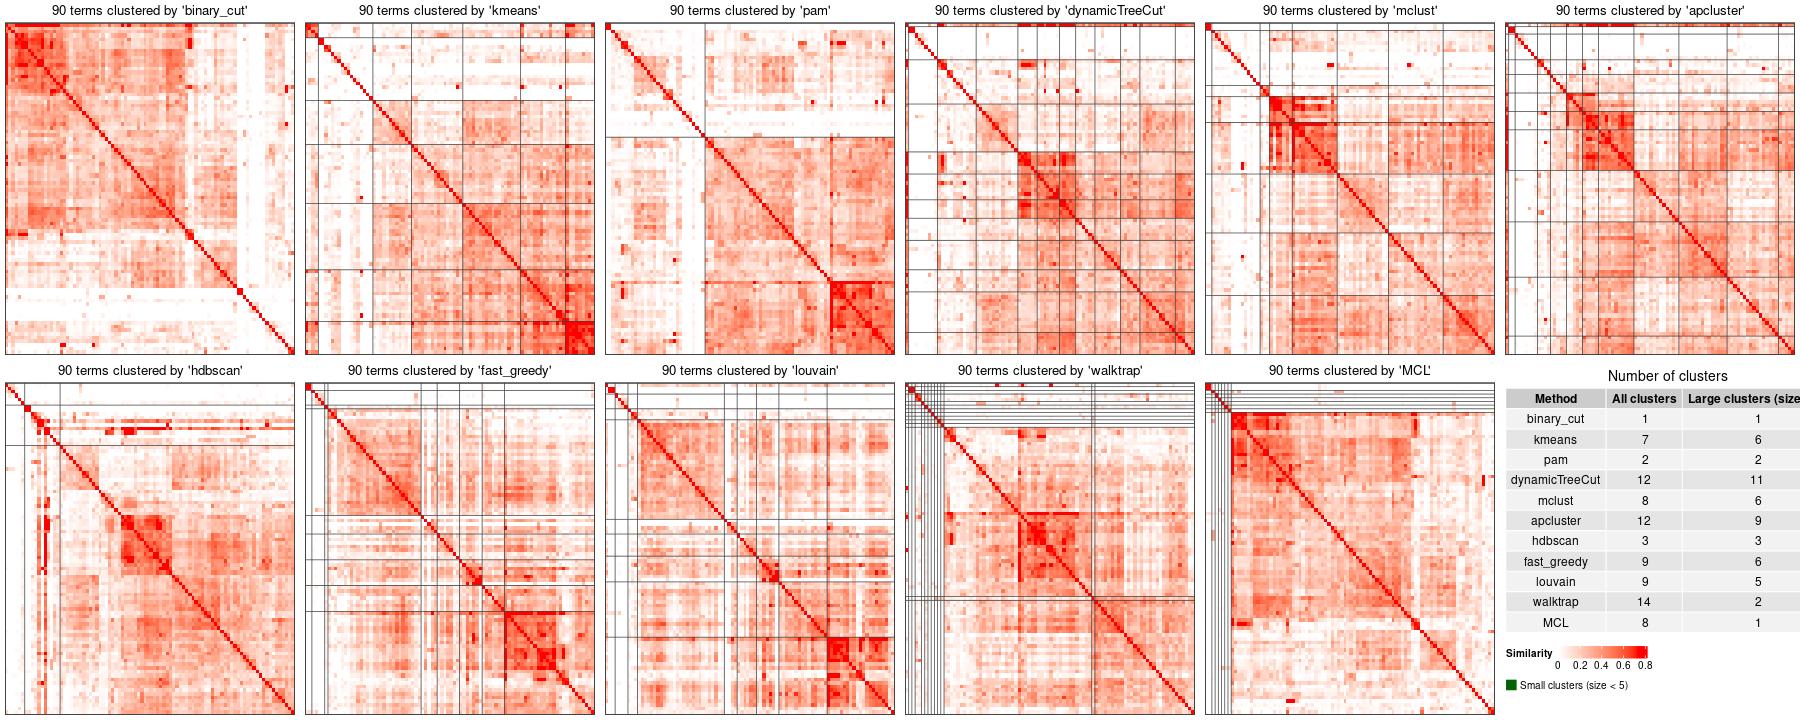 90 terms clustered by 'binary_cut'
90 terms clustered by 'kmeans'
90 terms clustered by 'pam'
90 terms clustered by 'dynamicTreeCut'
90 terms clustered by 'mclust'
90 terms clustered by 'apcluster'
90 terms clustered by 'hdbscan'
90 terms clustered by 'fast_greedy'
90 terms clustered by 'louvain'
90 terms clustered by 'walktrap'
90 terms clustered by 'MCL'
Number of clusters
Method All clusters Large clusters (size
binary_cut 1 1
kmeans 7 6
pam 2 2
dynamicTreeCut 12 11
mclust 8 6
apcluster 12 9
hdbscan 3 3
fast_greedy 9 6
louvain 9 5
walktrap 14 2
MCL 8 1
Similarity
0 0.2 0.4 0.6 0.8
Small clusters (size < 5)